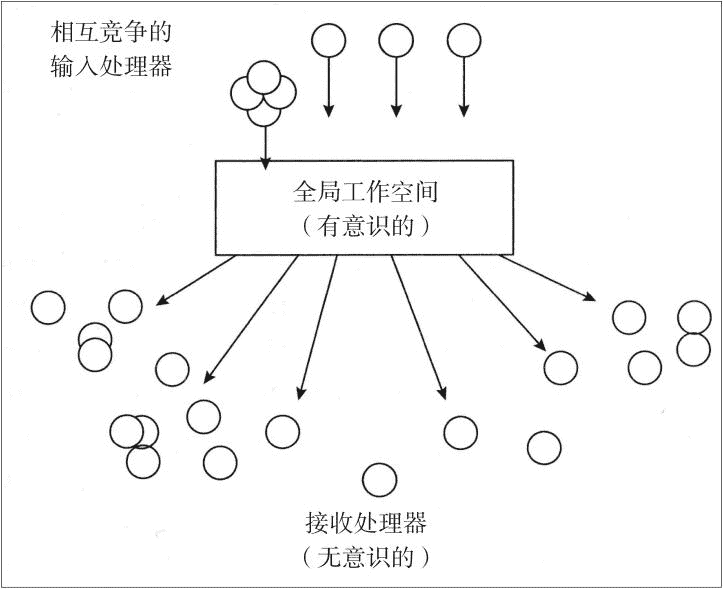 相互竞争的
输入处理器
全局工作空间
（有意识的）
接收处理器
（无意识的）